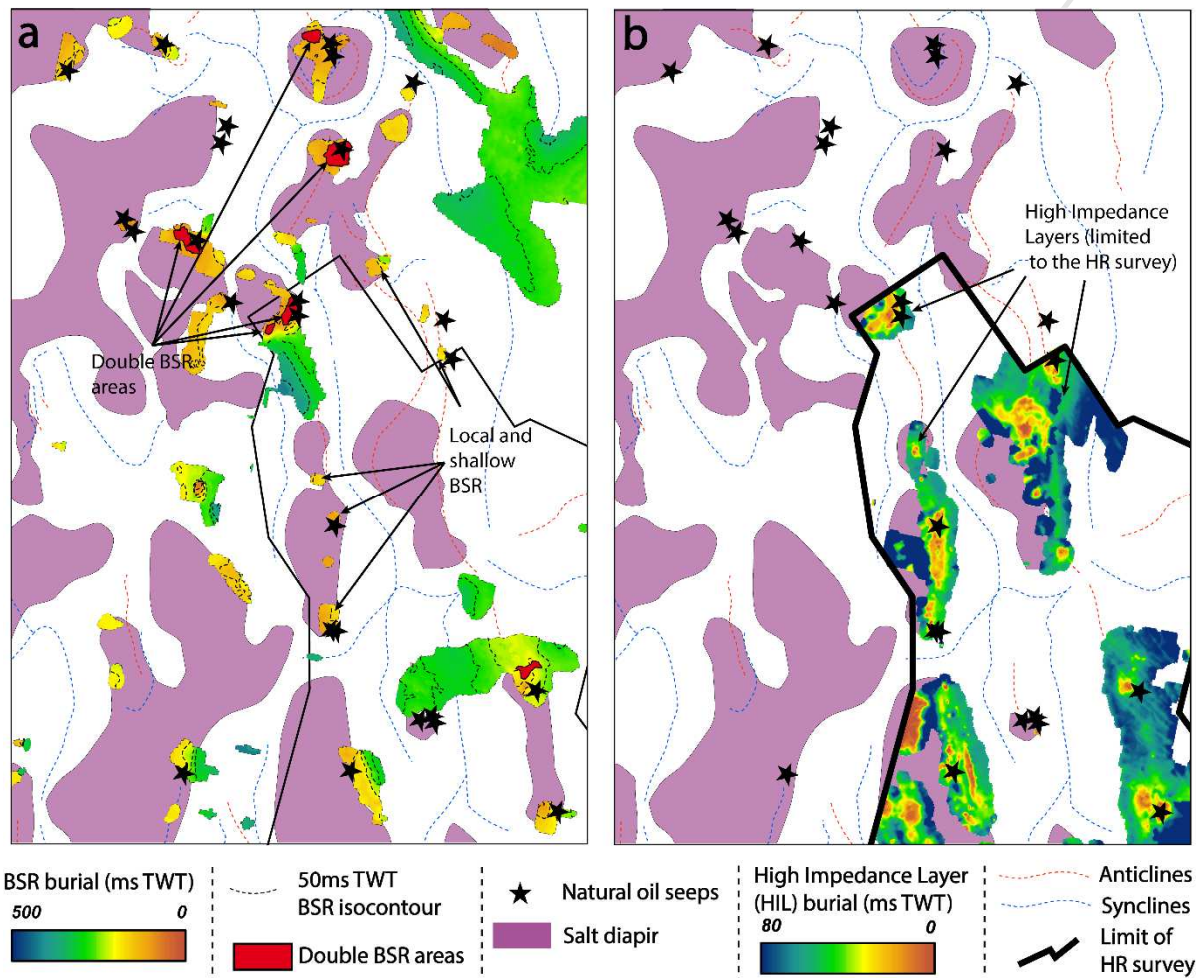 a
b
High Impedance
Layers (limited
to the HR survey)
Double BSR
areas
Local and
shallow
BSR
BSR burial (ms TWT)
500
0
50ms TWT
BSR isocontour
Double BSR areas
Natural oil seeps
Salt diapir
High Impedance Layer
(HIL) burial (ms TWT)
80
0
Anticlines
Synclines
Limit of
HR survey